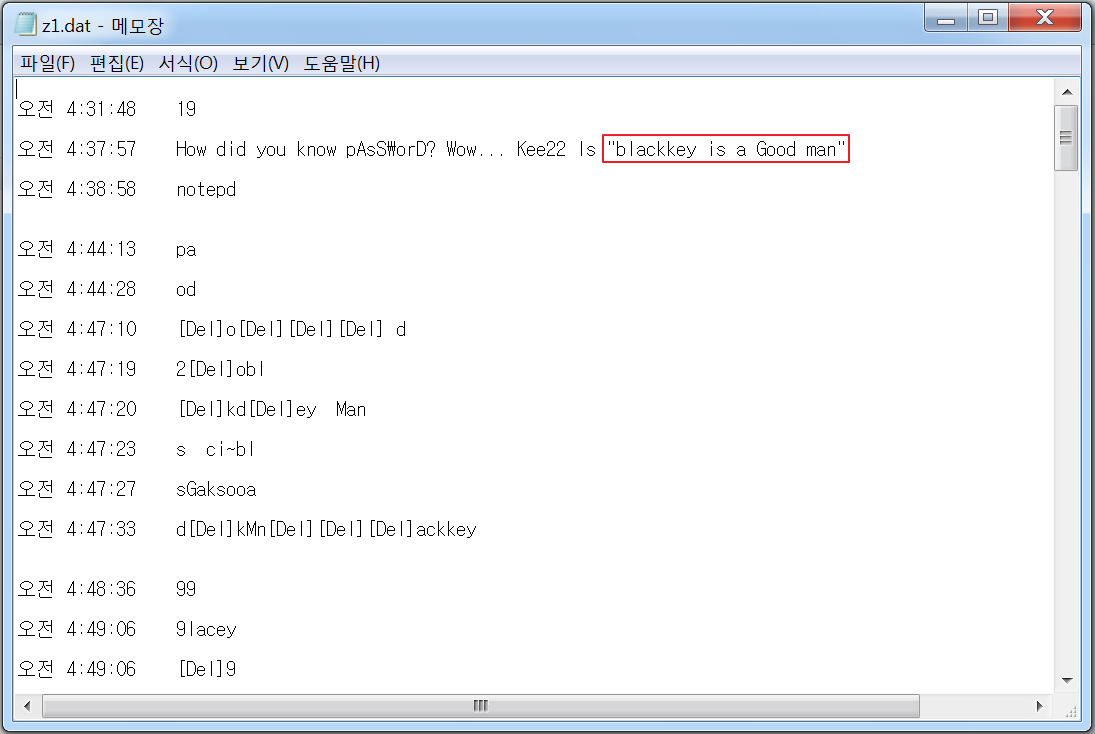 z1.dat - 메모장
파일(F) 편집(E) 서식(O) 보기(V) 도움말(H)
오전 4:31:48 19
오전 4:37:57 How did you know pAsS₩orD? Wow... Kee22 Is "blackkey is a Good man"
오전 4:38:58 notepd
오전 4:44:13 pa
오전 4:44:28 od
오전 4:47:10 [Del]o[Del][Del][Del] d
오전 4:47:19 2[Del]obl
오전 4:47:20 [Del]kd[Del]ey  Man
오전 4:47:23 s  ci~bl
오전 4:47:27 sGaksooa
오전 4:47:33 d[Del]kMn[Del][Del][Del]ackkey
오전 4:48:36 99
오전 4:49:06 9lacey
오전 4:49:06 [Del]9